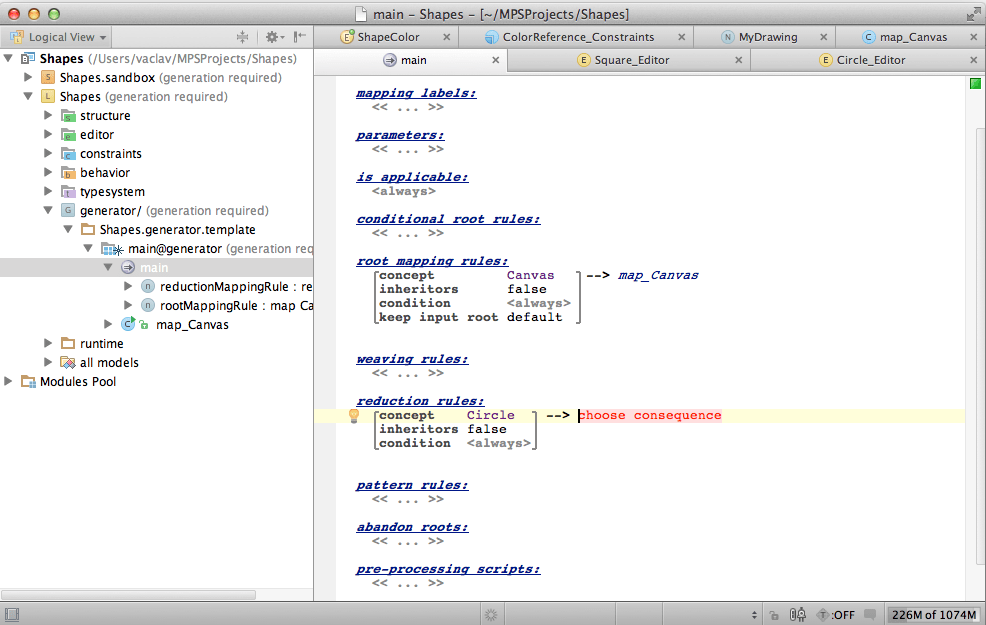 main – Shapes – [~/MPSProjects/Shapes]
Logical View
ShapeColor
ColorReference_Constraints
MyDrawing
map_Canvas
main
Square_Editor
Circle_Editor
Shapes (/Users/vaclav/MPSProjects/Shapes)
S Shapes.sandbox (generation required)
L Shapes (generation required)
structure
editor
constraints
behavior
typesystem
generator/ (generation required)
Shapes.generator.template
main@generator (generation req
main
reductionMappingRule : re
rootMappingRule : map Ca
map_Canvas
runtime
all models
Modules Pool
mapping labels:
<< ... >>
parameters:
<< ... >>
is applicable:
<always>
conditional root rules:
<< ... >>
root mapping rules:
concept Canvas --> map_Canvas
inheritors false
condition <always>
keep input root default
weaving rules:
<< ... >>
reduction rules:
concept Circle --> choose consequence
inheritors false
condition <always>
pattern rules:
<< ... >>
abandon roots:
<< ... >>
pre-processing scripts:
<< ... >>
T :OFF
226M of 1074M